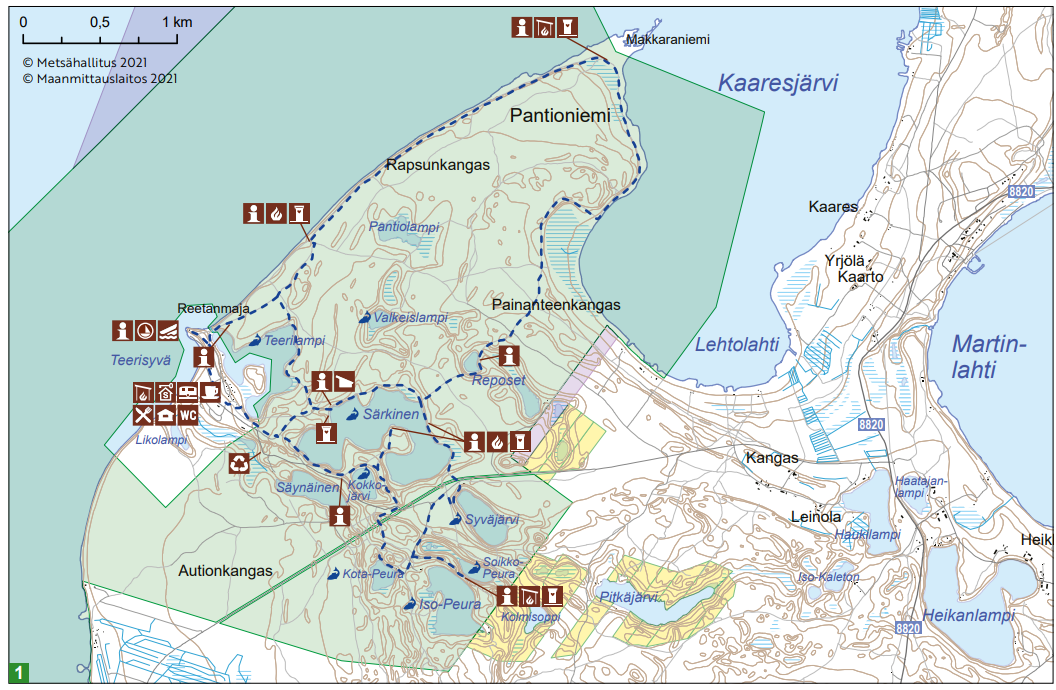 0 0,5 1 km
© Metsähallitus 2021
© Maanmittauslaitos 2021
Makkaraniemi
Kaaresjärvi
Pantioniemi
Rapsunkangas
8820
Kaares
Pantiolampi
Yrjölä
Kaarto
Reetanmaja
Painanteenkangas
Valkeislampi
Teerilampi
Teerisyvä
Lehtolahti
Martin-
lahti
Reposet
S
WC
Särkinen
8820
Likolampi
Kangas
Säynäinen
Kokko-
järvi
Haatajan-
lampi
Syväjärvi
Leinola
Haukilampi
Heikk
Autionkangas
Kota-Peura
Soikko-
Peura
Iso-Kaleton
Iso-Peura
Kolmisoppi
Pitkäjärvi
Heikanlampi
8820
1